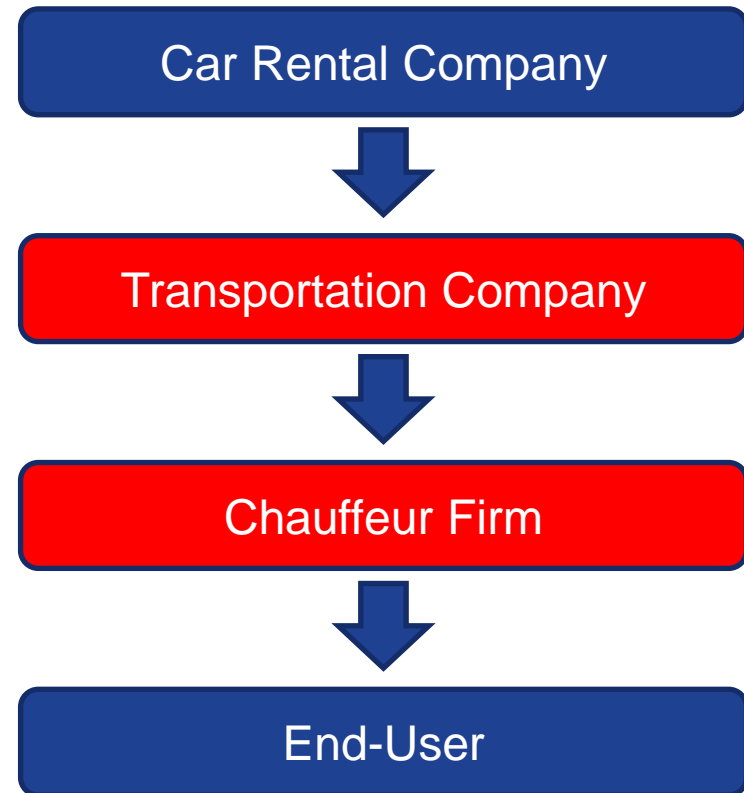 Car Rental Company
Transportation Company
Chauffeur Firm
End-User